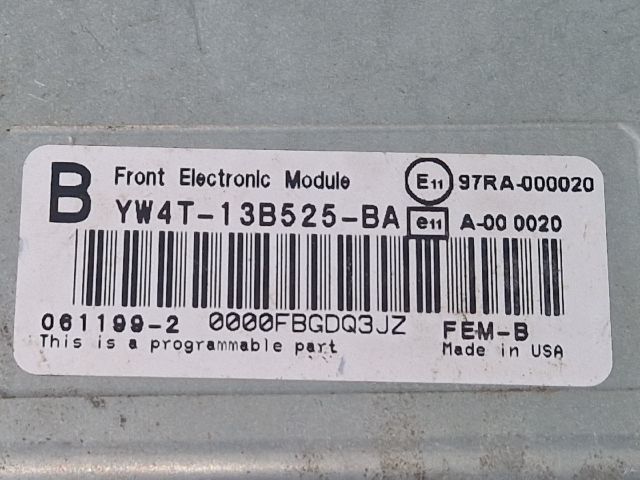 B Front Electronic Module E11 97RA-000020
YW4T-13B525-BA e11 A-00 0020
061199-2 0000FBGDQ3JZ FEM-B
This is a programmable part Made in USA